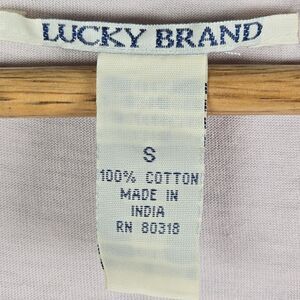 LUCKY BRAND
S
100% COTTON
MADE IN
INDIA
RN 80318